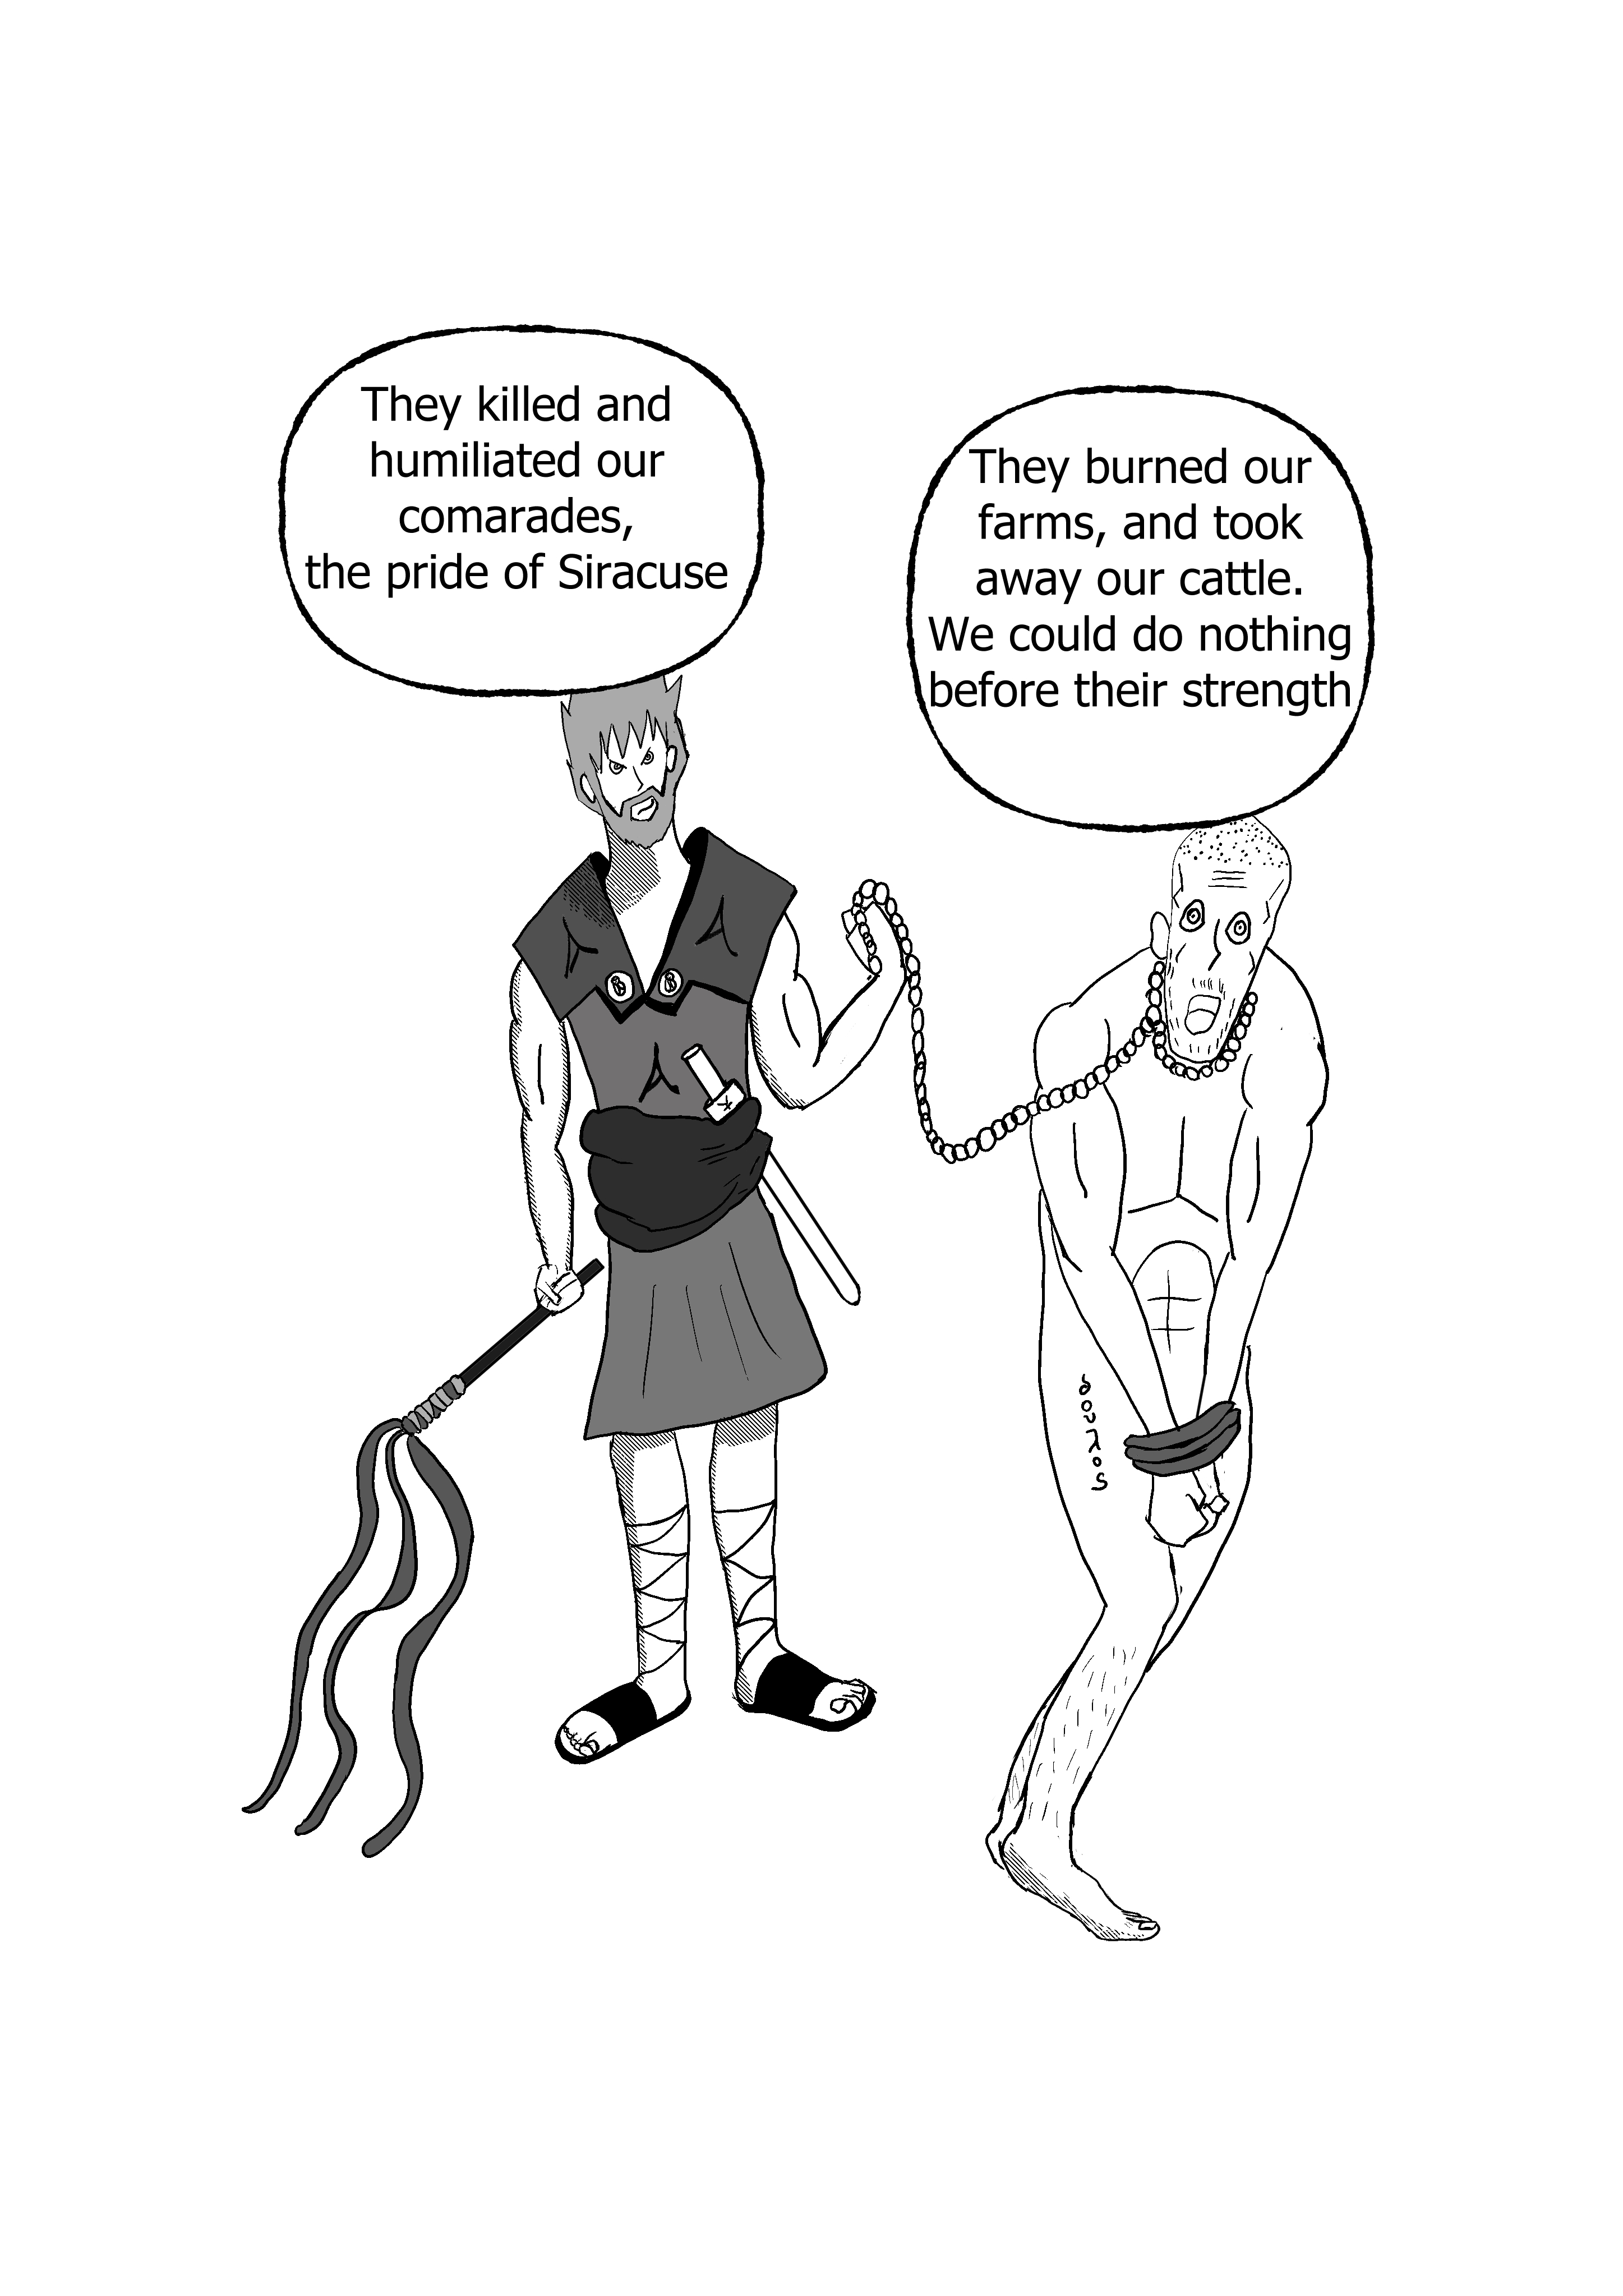 They killed and
humiliated our
comarades,
the pride of Siracuse
They burned our
farms, and took
away our cattle.
We could do nothing
before their strength
δουλος